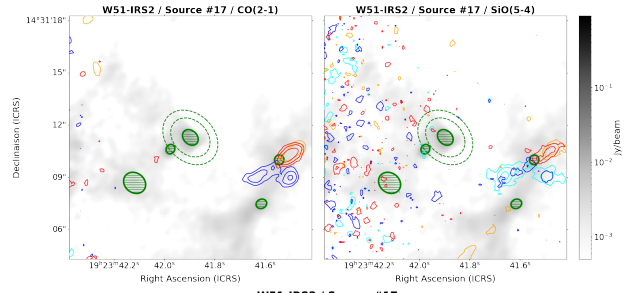 W51-IRS2 / Source #17 / CO(2-1)
W51-IRS2 / Source #17 / SiO(5-4)
14°31'18"
15"
12"
09"
06"
Declination (ICRS)
19ʰ23ᵐ42.2ˢ
42.0ˢ
41.8ˢ
41.6ˢ
Right Ascension (ICRS)
19ʰ23ᵐ42.2ˢ
42.0ˢ
41.8ˢ
41.6ˢ
Right Ascension (ICRS)
10⁻¹
10⁻²
10⁻³
Jy/beam